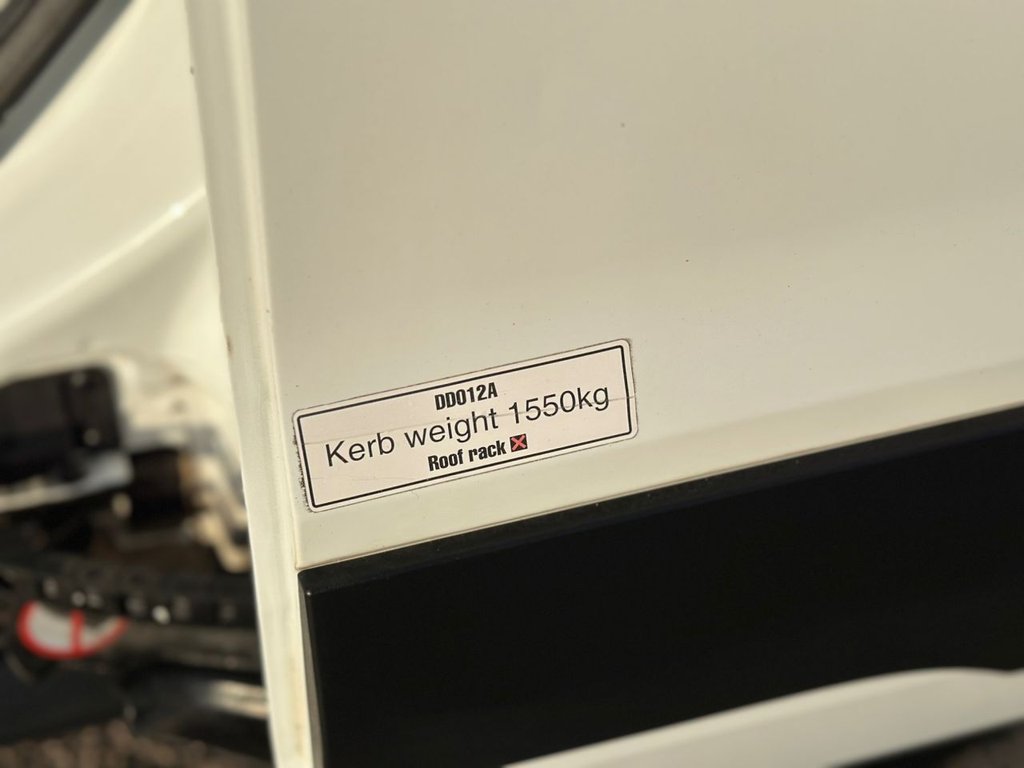 DD012A
Kerb weight 1550kg
Roof rack ☒